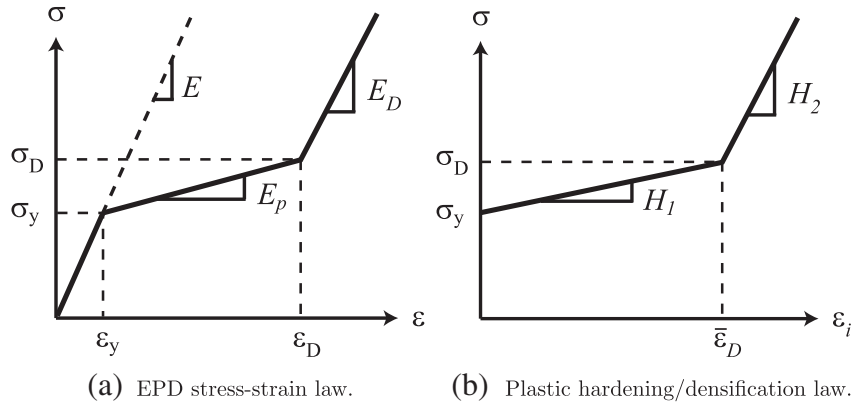 σ
E
E_D
σ_D
E_p
σ_y
ε_y
ε_D
ε
(a) EPD stress-strain law.
σ
H_2
σ_D
H_1
σ_y
ε̄_D
ε_i
(b) Plastic hardening/densification law.